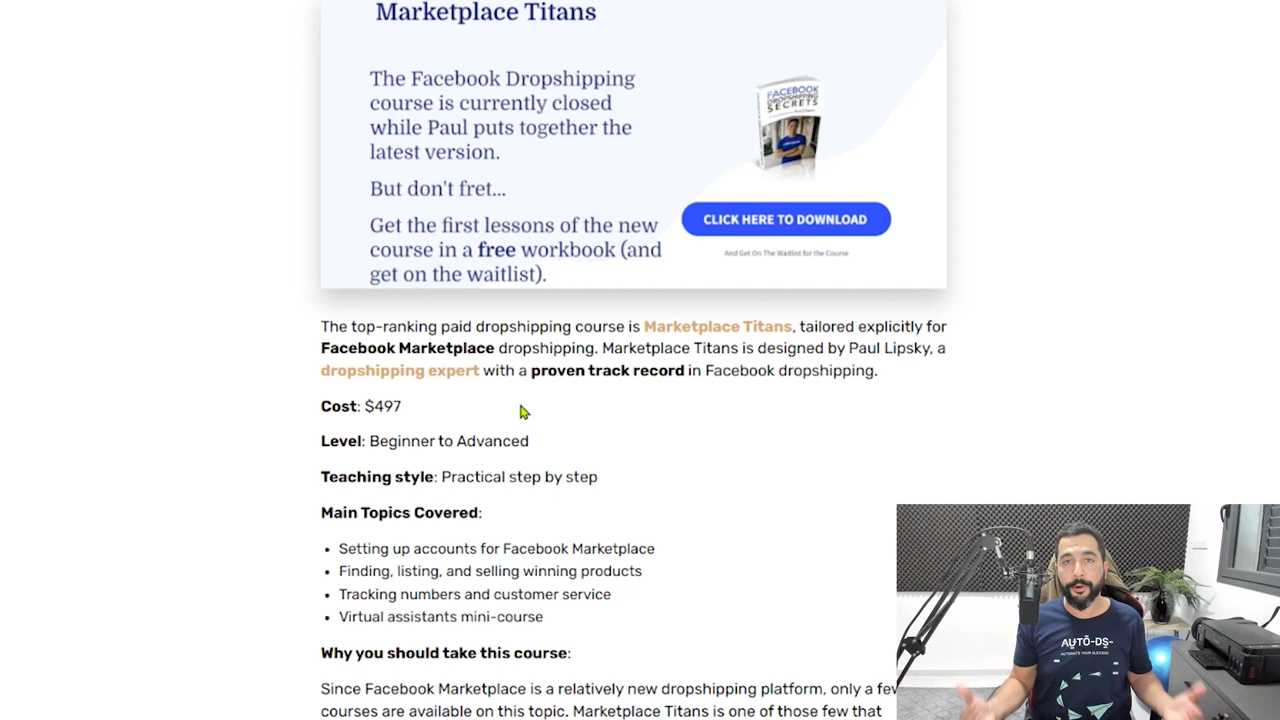 Marketplace Titans
The Facebook Dropshipping
course is currently closed
while Paul puts together the
latest version.
But don't fret...
Get the first lessons of the new
course in a free workbook (and
get on the waitlist).
FACEBOOK
DROPSHIPPING
SECRETS
CLICK HERE TO DOWNLOAD
And Get On The Waitlist for the Course
The top-ranking paid dropshipping course is Marketplace Titans, tailored explicitly for
Facebook Marketplace dropshipping. Marketplace Titans is designed by Paul Lipsky, a
dropshipping expert with a proven track record in Facebook dropshipping.
Cost: $497
Level: Beginner to Advanced
Teaching style: Practical step by step
Main Topics Covered:
• Setting up accounts for Facebook Marketplace
• Finding, listing, and selling winning products
• Tracking numbers and customer service
• Virtual assistants mini-course
Why you should take this course:
Since Facebook Marketplace is a relatively new dropshipping platform, only a few
courses are available on this topic. Marketplace Titans is one of those few that
AUTO-DS-
AUTOMATE YOUR SUCCESS